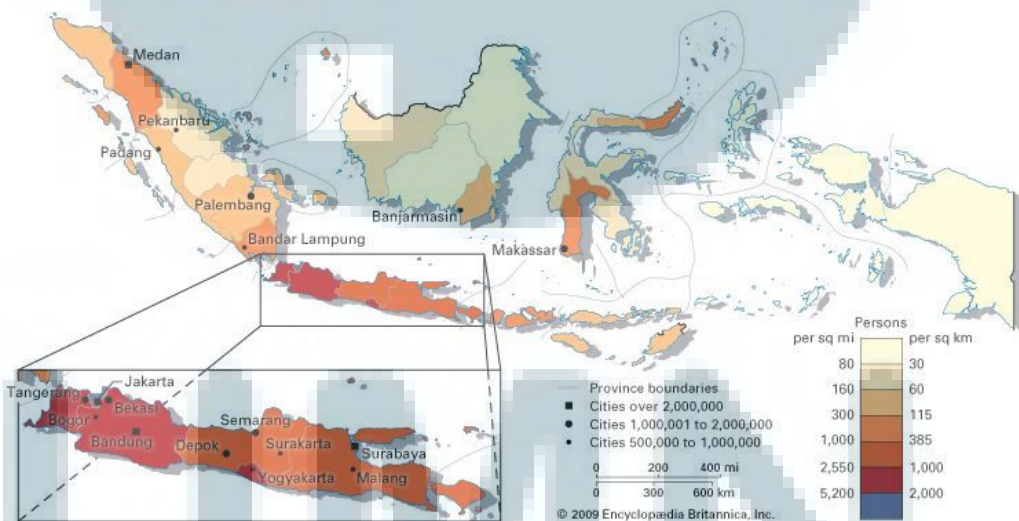 Medan
Pekanbaru
Padang
Palembang
Banjarmasin
Bandar Lampung
Makassar
Jakarta
Tangerang
Bekasi
Bogor
Bandung
Semarang
Depok
Surakarta
Surabaya
Yogyakarta
Malang
Province boundaries
Cities over 2,000,000
Cities 1,000,001 to 2,000,000
Cities 500,000 to 1,000,000
0 200 400 mi
0 300 600 km
© 2009 Encyclopædia Britannica, Inc.
Persons
per sq mi per sq km
80 30
160 60
300 115
1,000 385
2,550 1,000
5,200 2,000